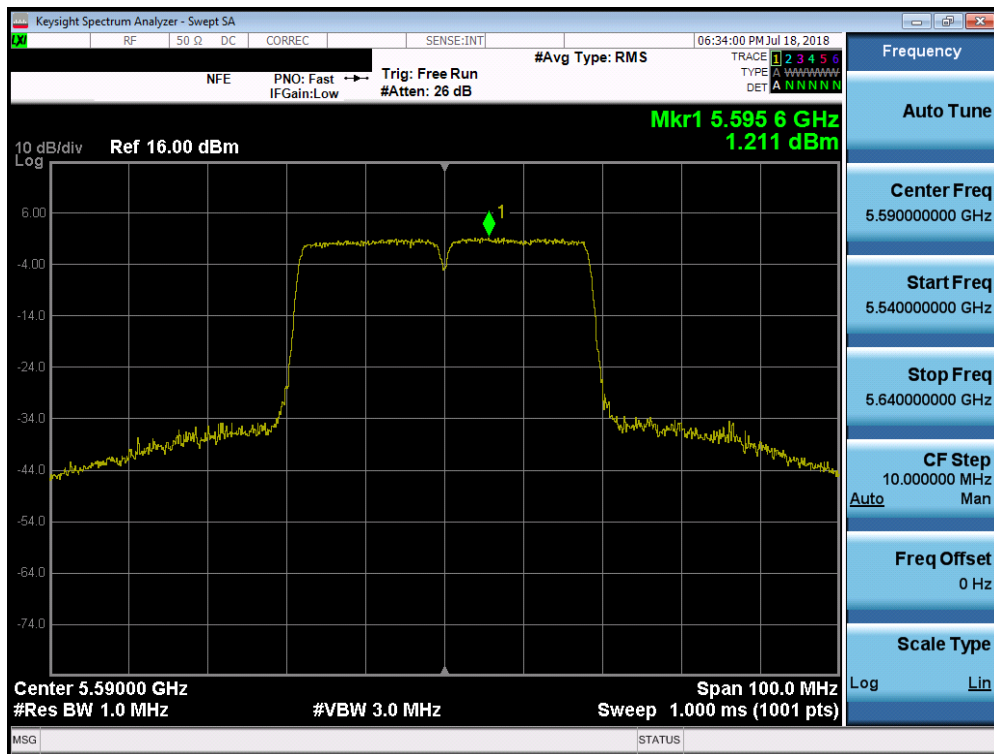 Keysight Spectrum Analyzer - Swept SA
LXI RF 50 Ω DC CORREC SENSE:INT 06:34:00 PM Jul 18, 2018
NFE PNO: Fast Trig: Free Run #Avg Type: RMS TRACE 1 2 3 4 5 6
IFGain:Low #Atten: 26 dB TYPE A WWWWW
DET A N N N N N
Mkr1 5.595 6 GHz
1.211 dBm
10 dB/div Ref 16.00 dBm
Log
1
6.00
-4.00
-14.0
-24.0
-34.0
-44.0
-54.0
-64.0
-74.0
Center 5.59000 GHz Span 100.0 MHz
#Res BW 1.0 MHz #VBW 3.0 MHz Sweep 1.000 ms (1001 pts)
MSG STATUS
Frequency
Auto Tune
Center Freq
5.590000000 GHz
Start Freq
5.540000000 GHz
Stop Freq
5.640000000 GHz
CF Step
10.000000 MHz
Auto Man
Freq Offset
0 Hz
Scale Type
Log Lin